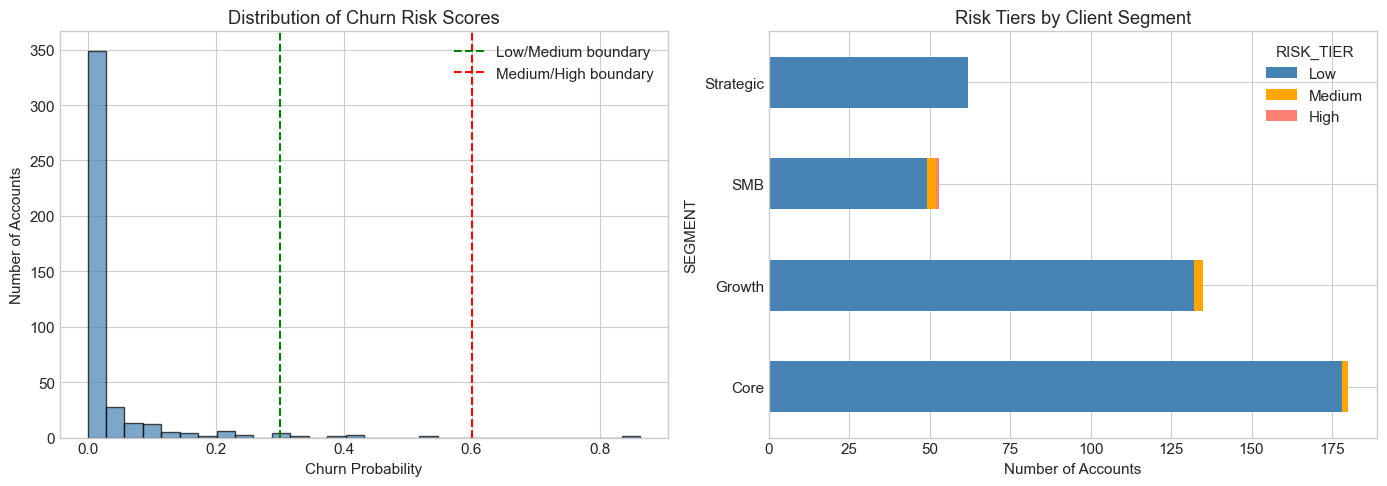 Distribution of Churn Risk Scores
Number of Accounts
350
300
250
200
150
100
50
0
0.0 0.2 0.4 0.6 0.8
Churn Probability
Low/Medium boundary
Medium/High boundary
Risk Tiers by Client Segment
SEGMENT
Strategic
SMB
Growth
Core
0 25 50 75 100 125 150 175
Number of Accounts
RISK_TIER
Low
Medium
High